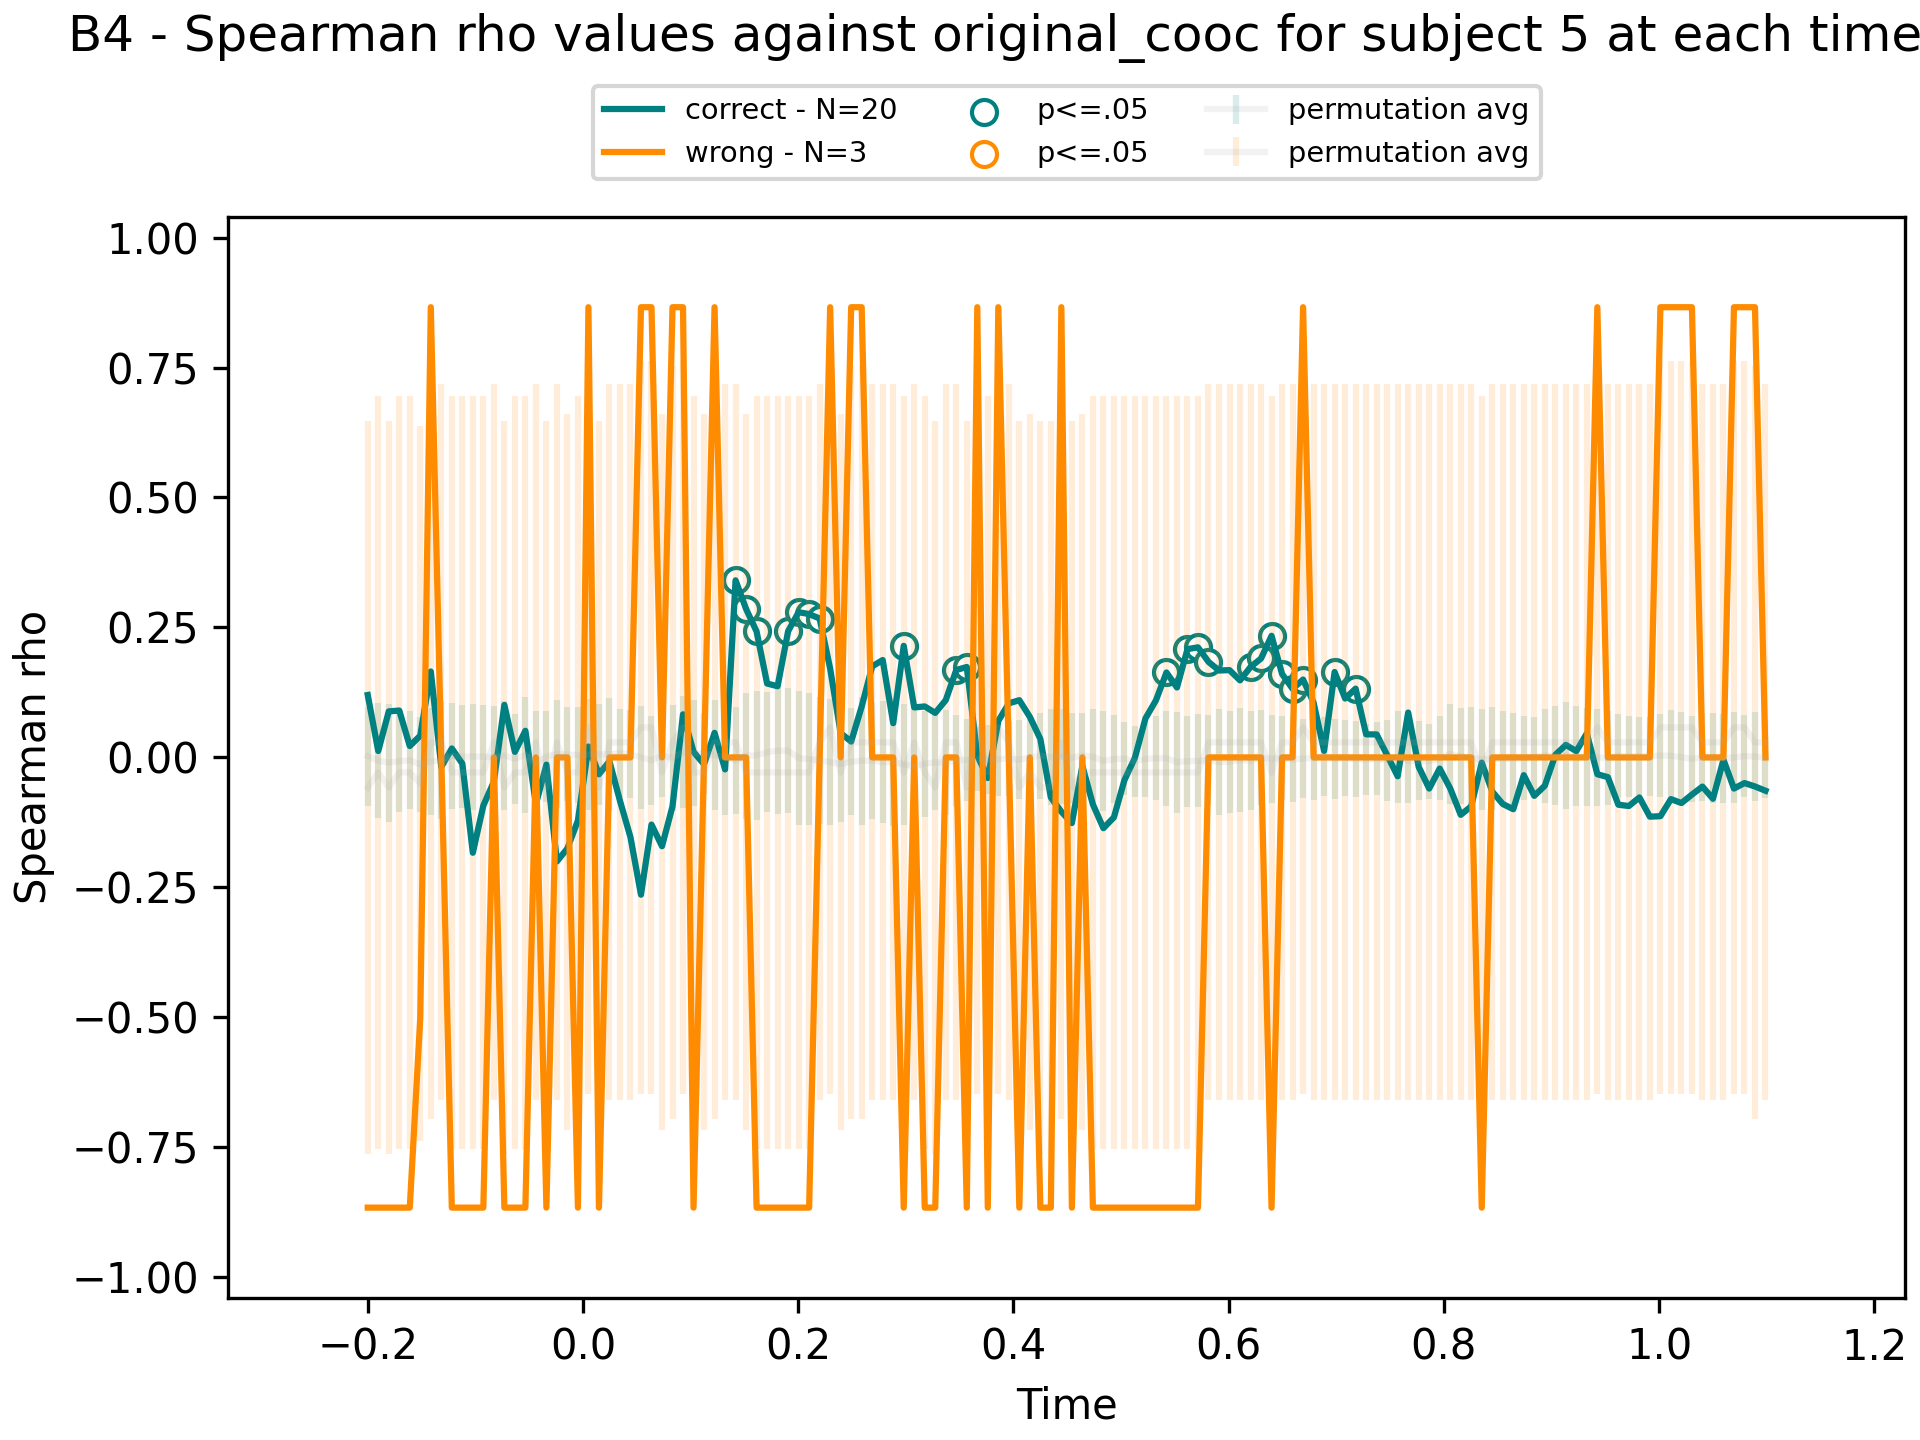 B4 - Spearman rho values against original_cooc for subject 5 at each time
correct - N=20
wrong - N=3
p<=.05
p<=.05
permutation avg
permutation avg
1.00
0.75
0.50
0.25
0.00
−0.25
−0.50
−0.75
−1.00
Spearman rho
−0.2 0.0 0.2 0.4 0.6 0.8 1.0 1.2
Time